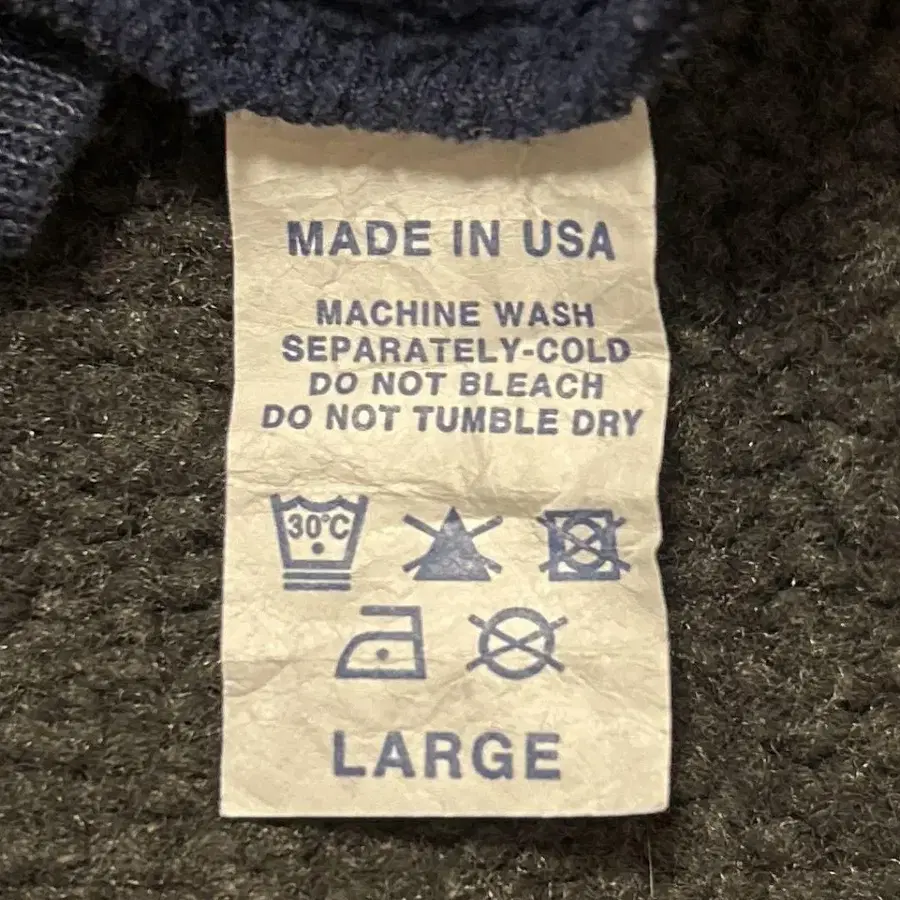 MADE IN USA
MACHINE WASH
SEPARATELY-COLD
DO NOT BLEACH
DO NOT TUMBLE DRY
30°C
LARGE